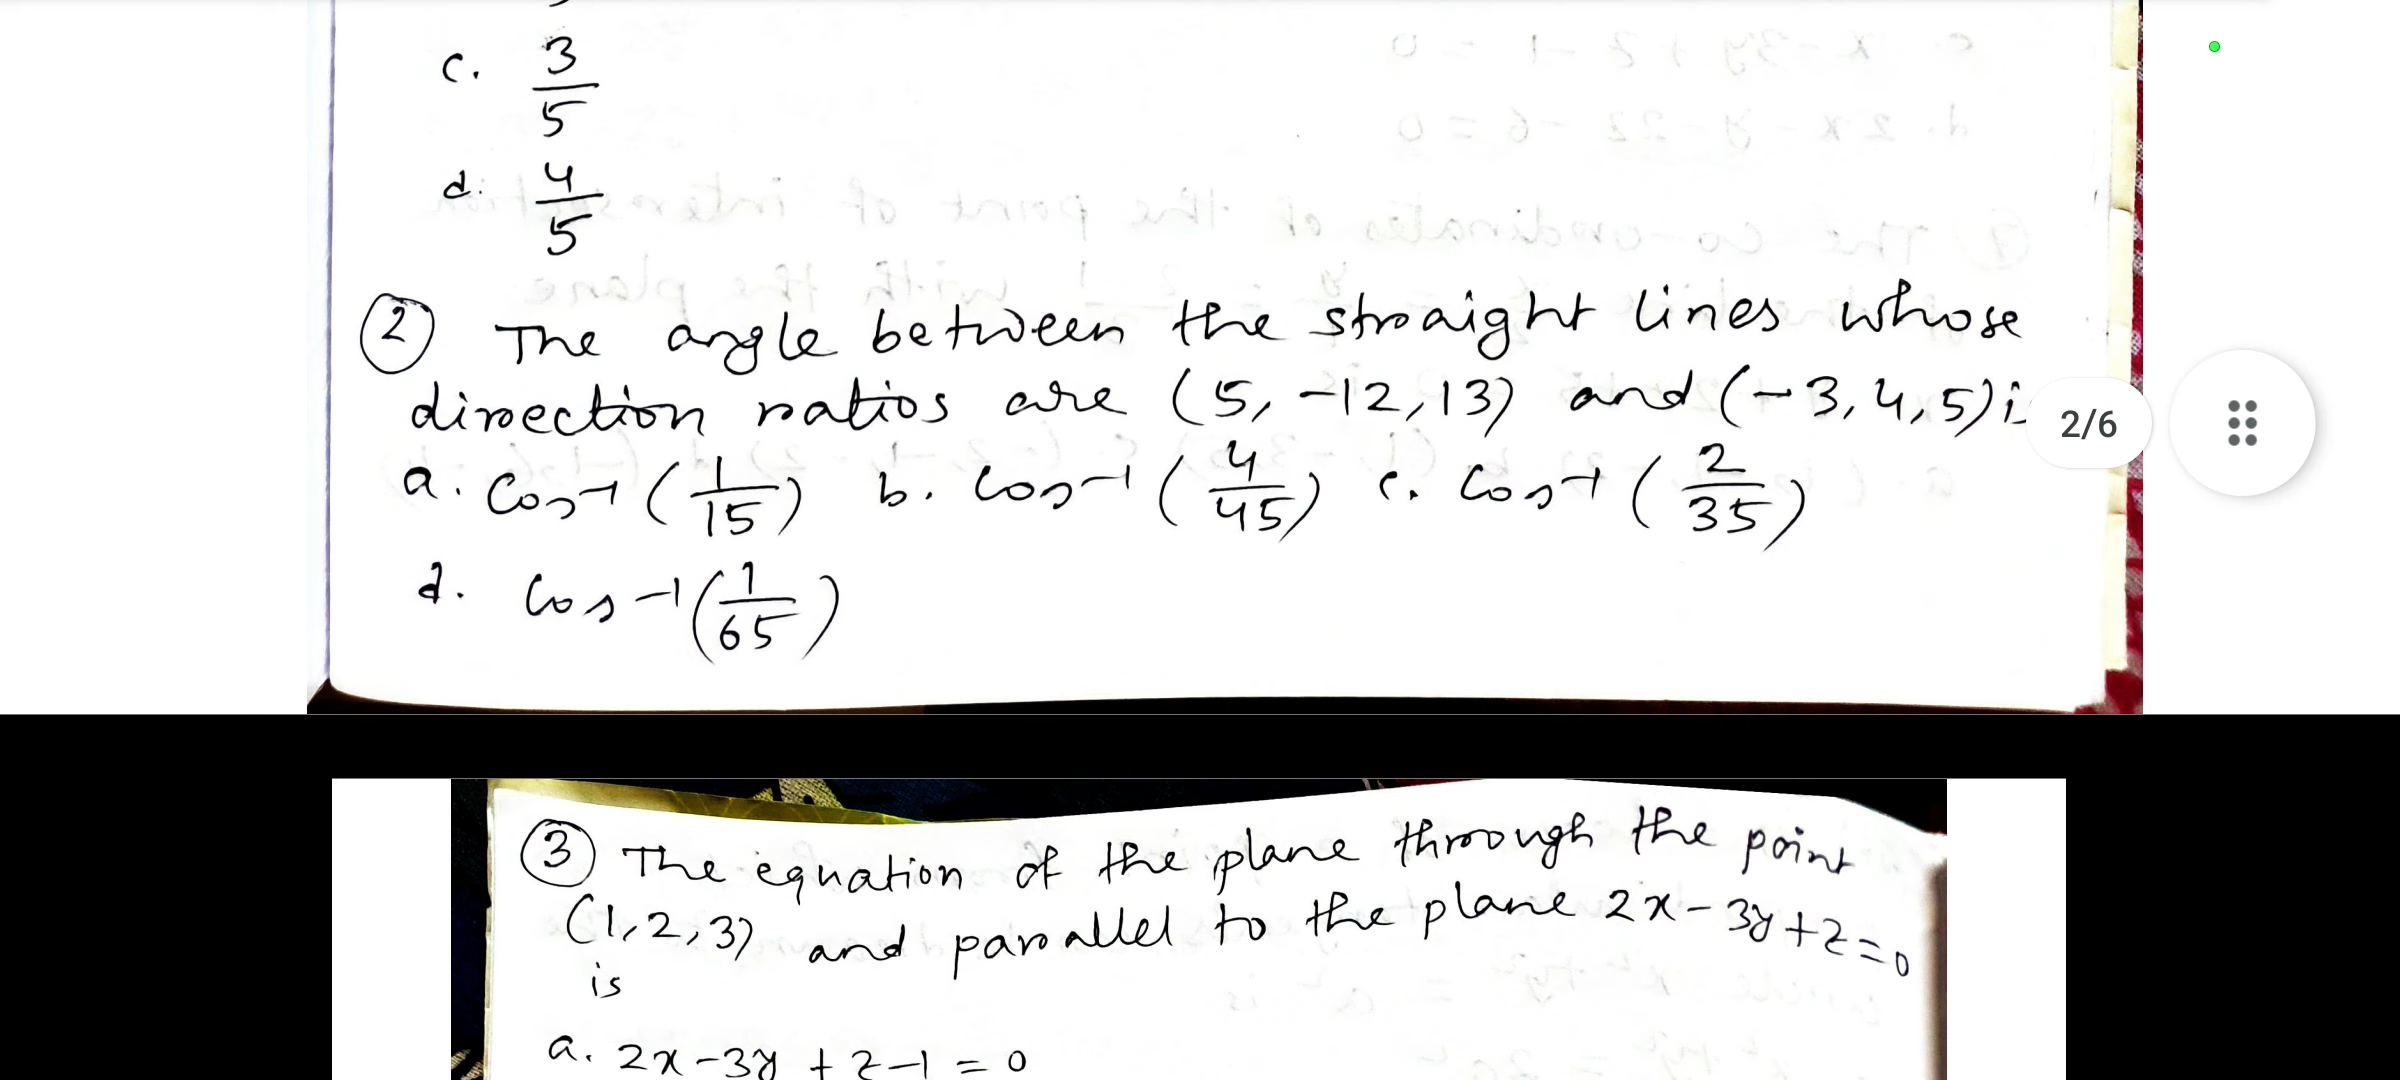 c. 3/5
d. 4/5
② The angle between the straight lines whose
direction ratios are (5, -12, 13) and (-3, 4, 5) is
a. Cos-1 (1/15) b. Cos-1 (4/45) c. Cos-1 (2/35)
d. Cos-1 (1/65)
2/6
③ The equation of the plane through the point
(1, 2, 3) and parallel to the plane 2x - 3y + z = 0
is
a. 2x - 3y + z - 1 = 0